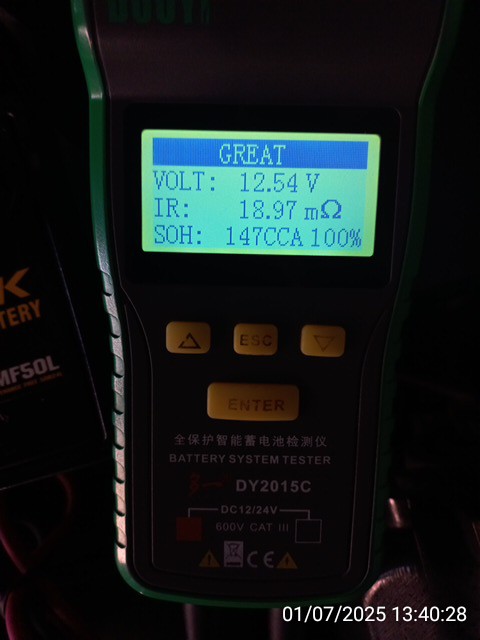 GREAT
VOLT: 12.54 V
IR: 18.97 mΩ
SOH: 147CCA 100%
K
TERY
MF50L
ESC
ENTER
全保护智能蓄电池检测仪
BATTERY SYSTEM TESTER
DY2015C
DC12/24V
600V CAT III
CE
01/07/2025 13:40:28